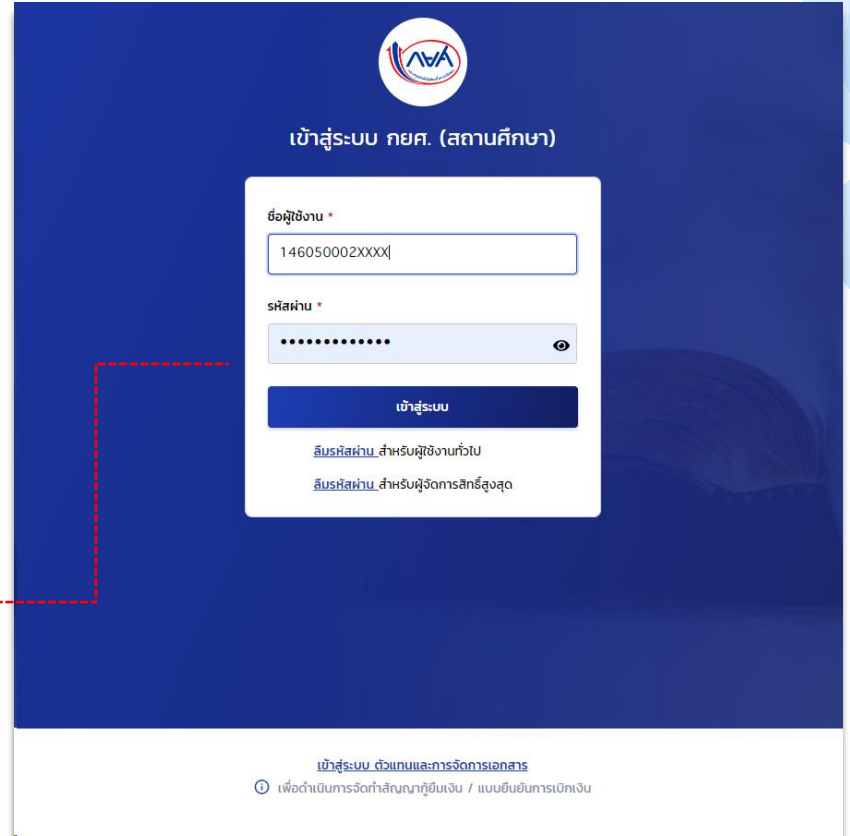 กยศ
เข้าสู่ระบบ กยศ. (สถานศึกษา)
ชื่อผู้ใช้งาน *
146050002XXXX
รหัสผ่าน *
•••••••••••••
เข้าสู่ระบบ
ลืมรหัสผ่าน สำหรับผู้ใช้งานทั่วไป
ลืมรหัสผ่าน สำหรับผู้จัดการสิทธิ์สูงสุด
เข้าสู่ระบบ ตัวแทนและการจัดการเอกสาร
เพื่อดำเนินการจัดทำสัญญากู้ยืมเงิน / แบบยืนยันการเบิกเงิน